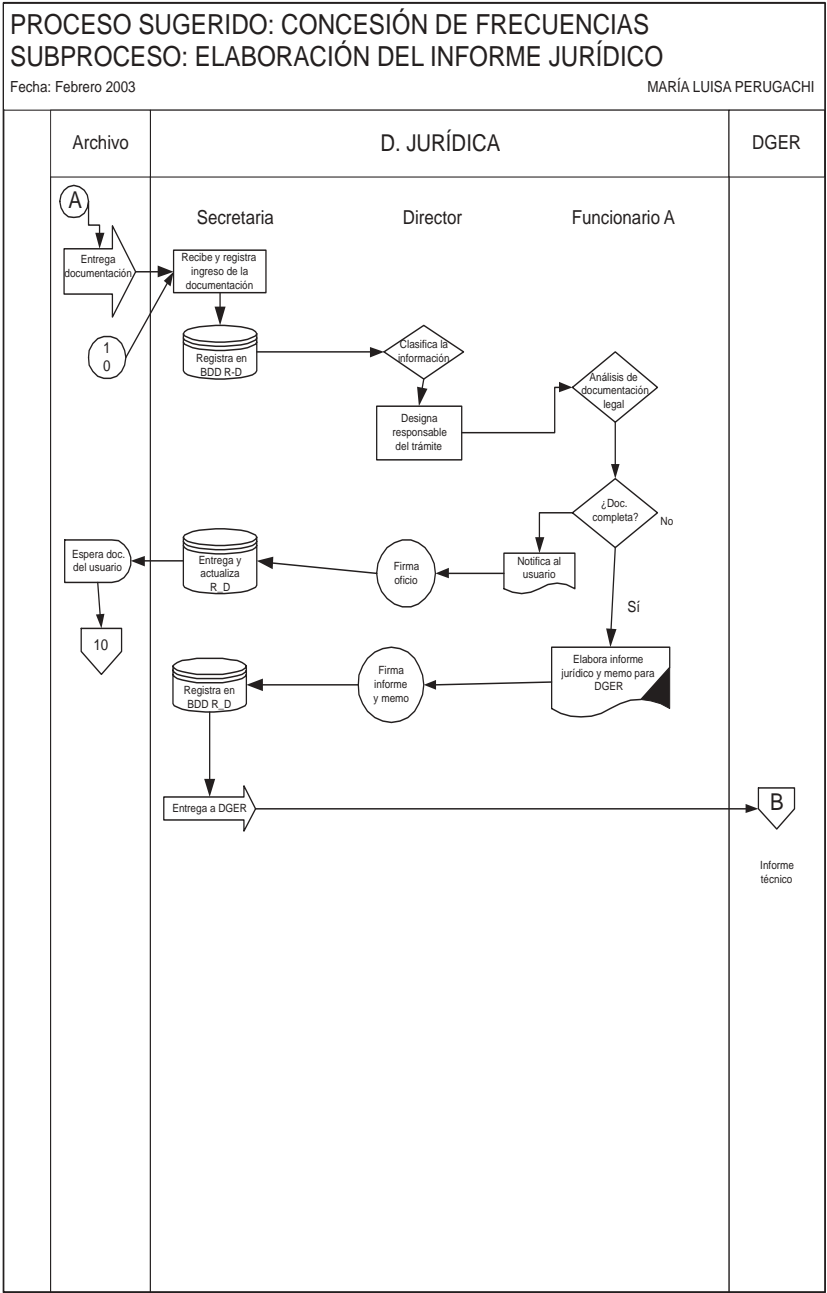 PROCESO SUGERIDO: CONCESIÓN DE FRECUENCIAS
SUBPROCESO: ELABORACIÓN DEL INFORME JURÍDICO
Fecha: Febrero 2003
MARÍA LUISA PERUGACHI
Archivo
D. JURÍDICA
DGER
A
Secretaria
Director
Funcionario A
Entrega
documentación
Recibe y registra
ingreso de la
documentación
1
0
Registra en
BDD R-D
Clasifica la
información
Designa
responsable
del trámite
Análisis de
documentación
legal
¿Doc.
completa?
No
Notifica al
usuario
Firma
oficio
Entrega y
actualiza
R_D
Espera doc.
del usuario
10
Sí
Elabora informe
jurídico y memo para
DGER
Firma
informe
y memo
Registra en
BDD R_D
Entrega a DGER
B
Informe
técnico